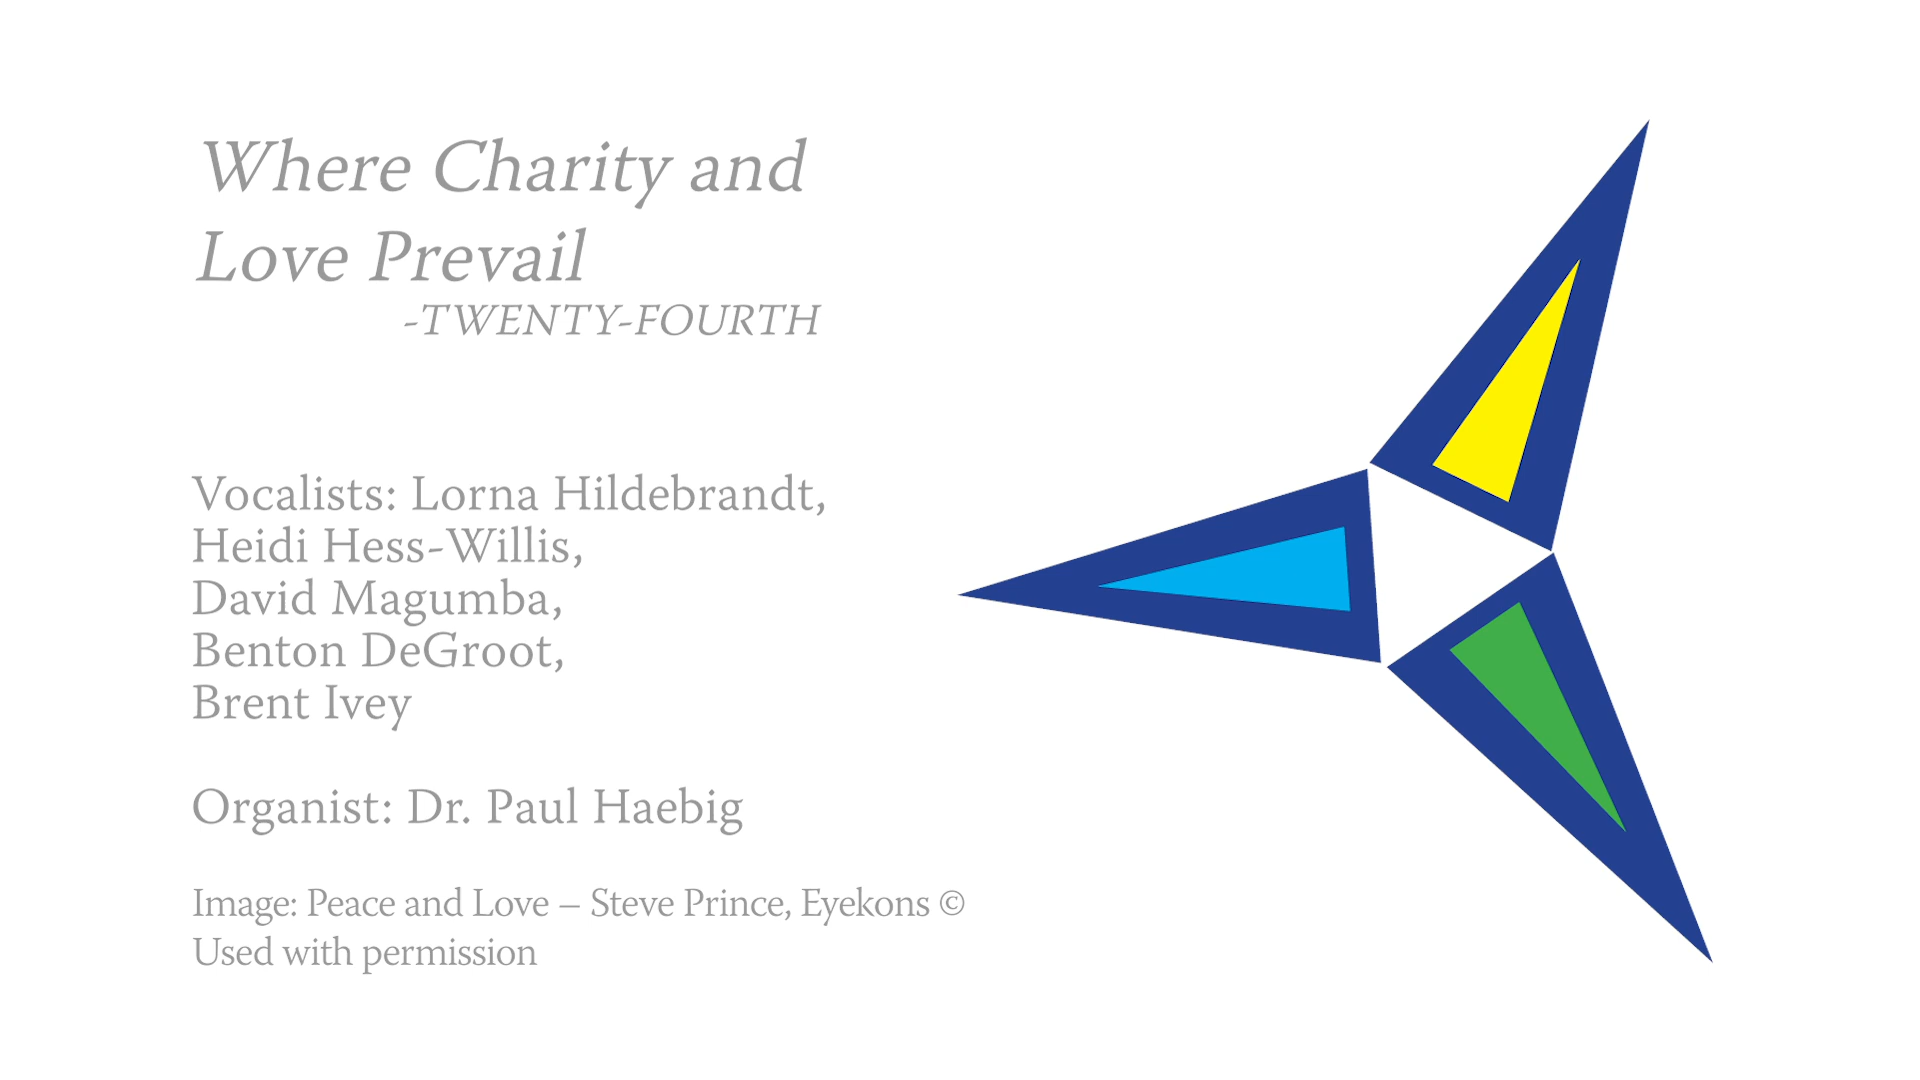 Where Charity and
Love Prevail
-TWENTY-FOURTH
Vocalists: Lorna Hildebrandt,
Heidi Hess-Willis,
David Magumba,
Benton DeGroot,
Brent Ivey
Organist: Dr. Paul Haebig
Image: Peace and Love – Steve Prince, Eyekons ©
Used with permission